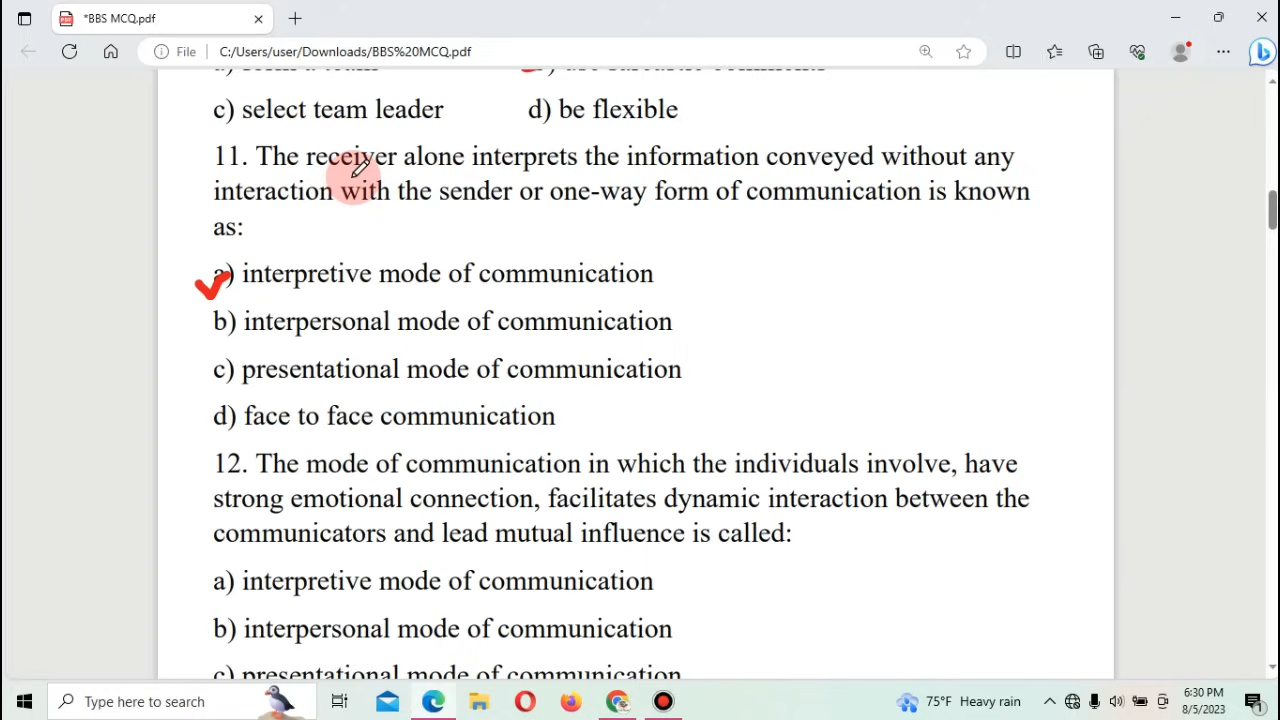 *BBS MCQ.pdf
File
C:/Users/user/Downloads/BBS%20MCQ.pdf
c) select team leader d) be flexible
11. The receiver alone interprets the information conveyed without any
interaction with the sender or one-way form of communication is known
as:
a) interpretive mode of communication
b) interpersonal mode of communication
c) presentational mode of communication
d) face to face communication
12. The mode of communication in which the individuals involve, have
strong emotional connection, facilitates dynamic interaction between the
communicators and lead mutual influence is called:
a) interpretive mode of communication
b) interpersonal mode of communication
c) presentational mode of communication
Type here to search
75°F Heavy rain
6:30 PM
8/5/2023
1